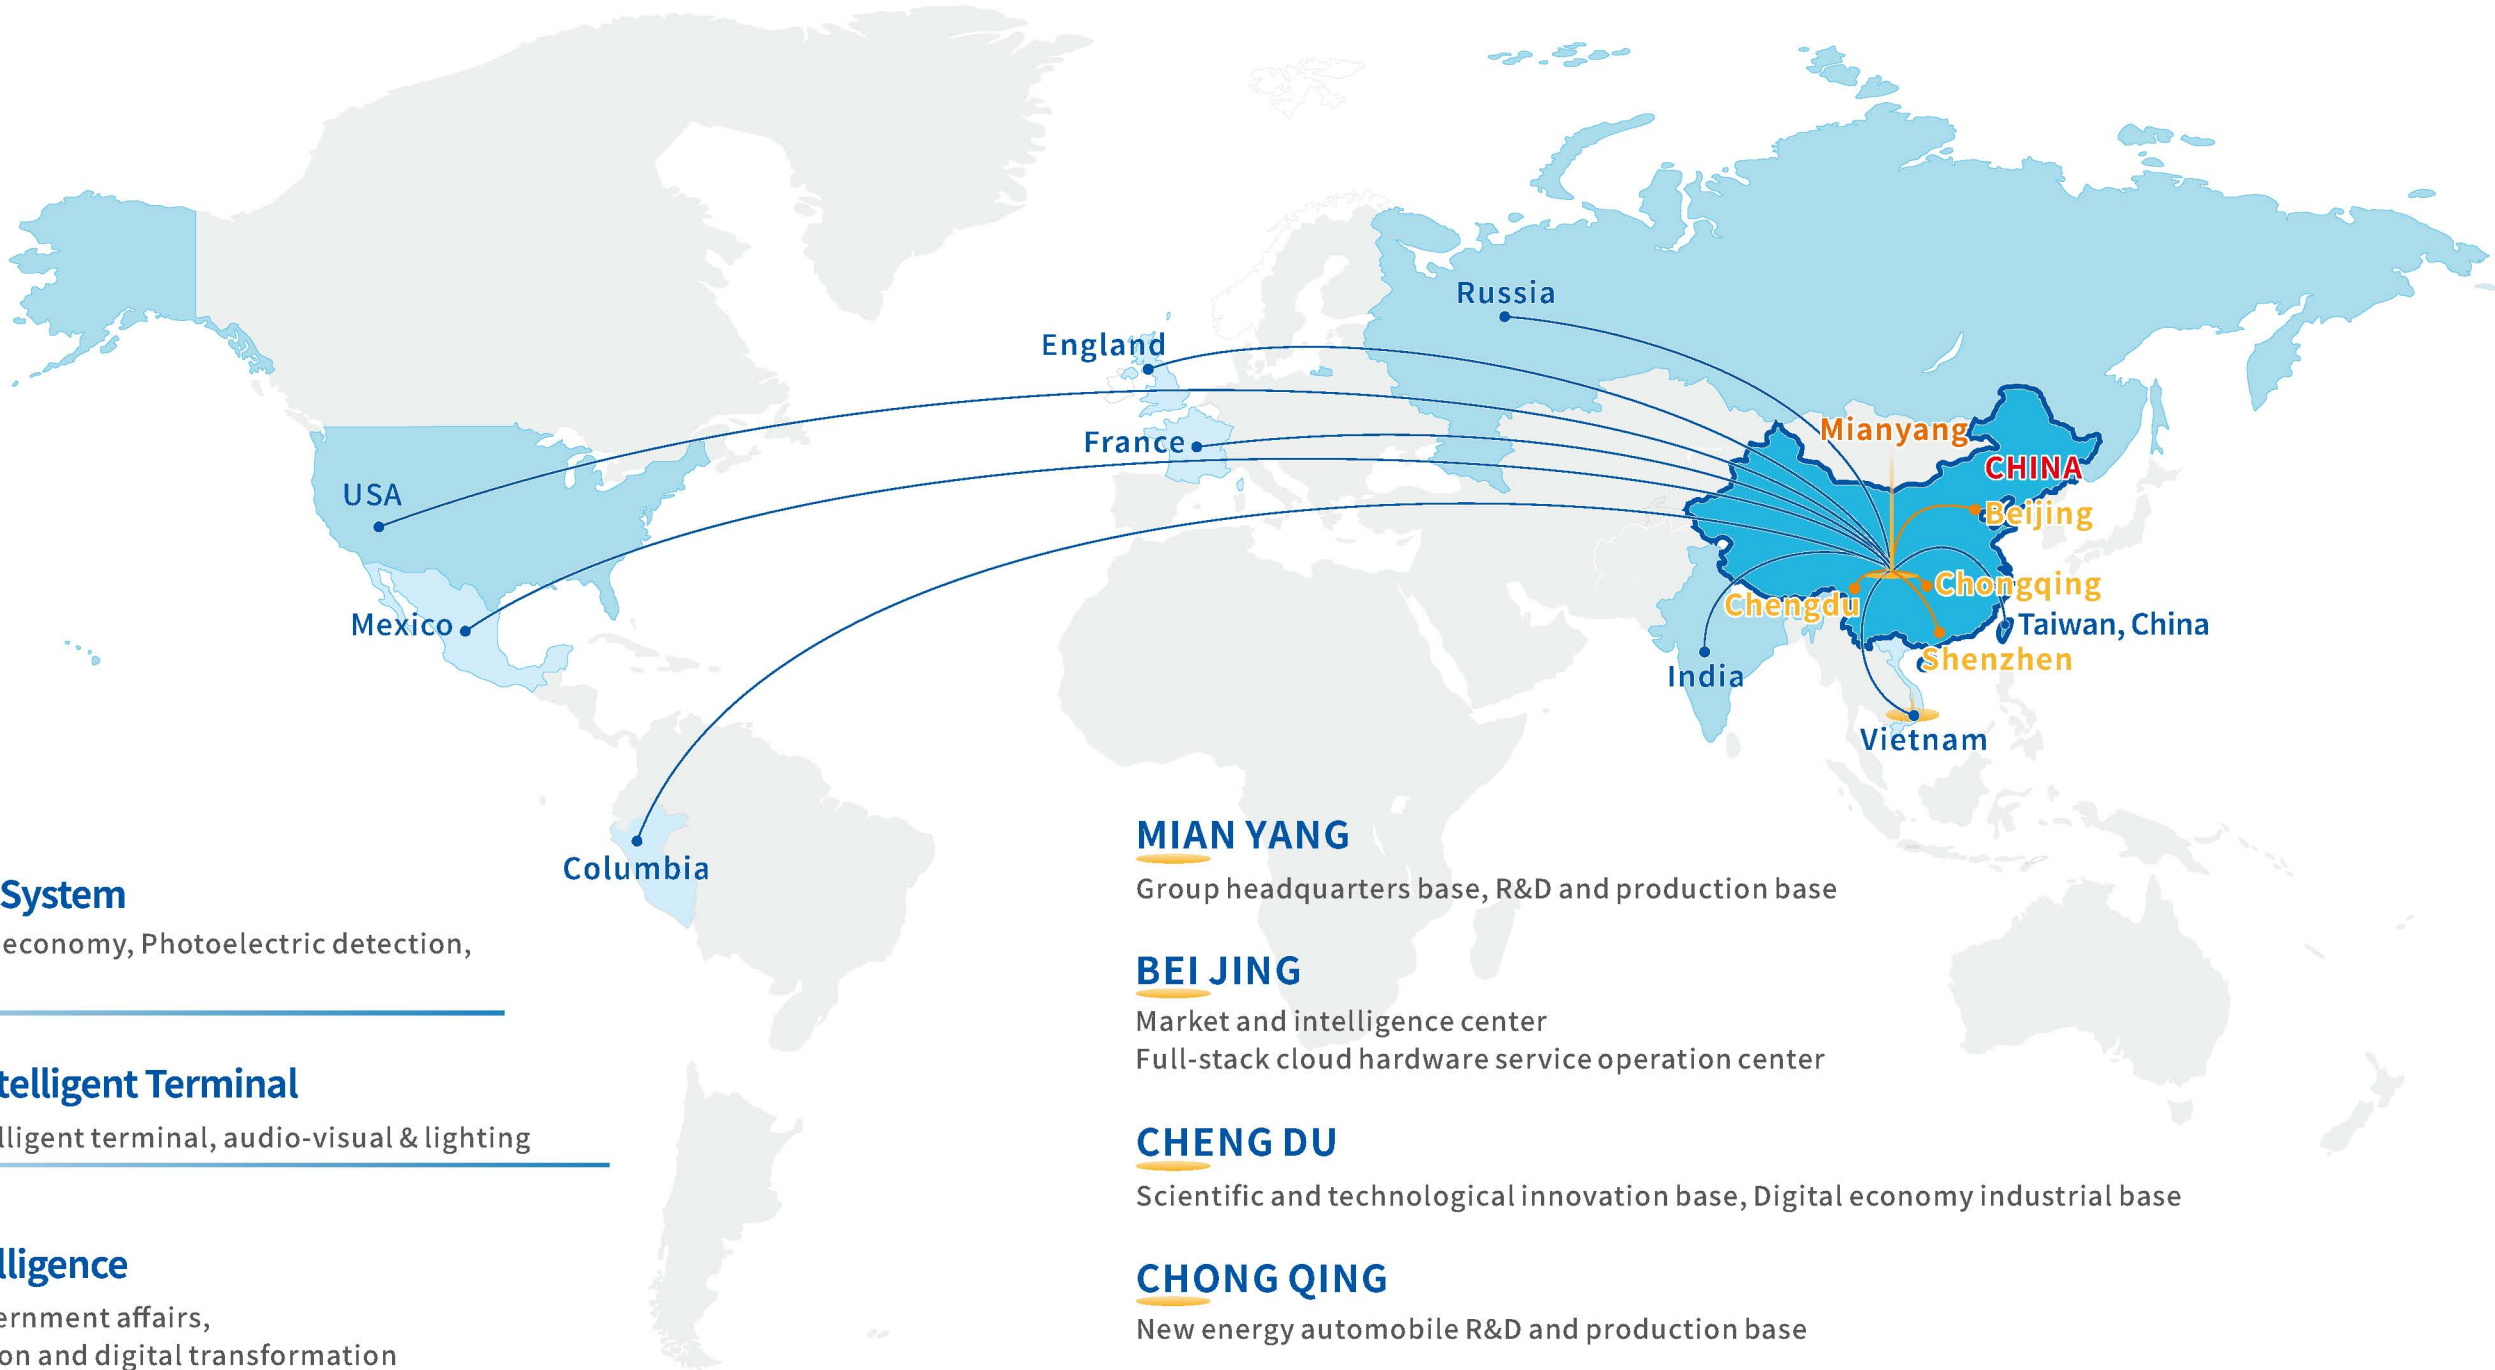 Russia
England
Mianyang
France
CHINA
USA
Beijing
Chongqing
Chengdu
Mexico
Taiwan, China
Shenzhen
India
Vietnam
Columbia
MIAN YANG
Group headquarters base, R&D and production base
BEI JING
Market and intelligence center
Full-stack cloud hardware service operation center
CHENG DU
Scientific and technological innovation base, Digital economy industrial base
CHONG QING
New energy automobile R&D and production base
System
economy, Photoelectric detection,
telligent Terminal
lligent terminal, audio-visual & lighting
lligence
ernment affairs,
on and digital transformation